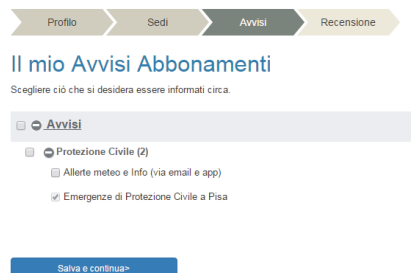 Profilo Sedi Avvisi Recensione
Il mio Avvisi Abbonamenti
Scegliere ciò che si desidera essere informati circa.
Avvisi
Protezione Civile (2)
Allerte meteo e Info (via email e app)
Emergenze di Protezione Civile a Pisa
Salva e continua>